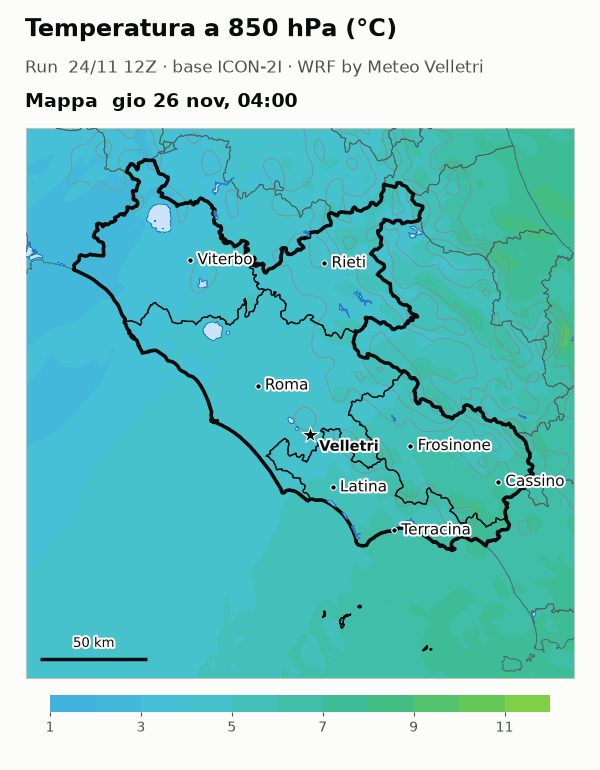 Temperatura a 850 hPa (°C)
Run  24/11 12Z · base ICON-2I · WRF by Meteo Velletri
Mappa  gio 26 nov, 04:00
Viterbo
Rieti
Roma
Velletri
Frosinone
Cassino
Latina
Terracina
50 km
1 3 5 7 9 11